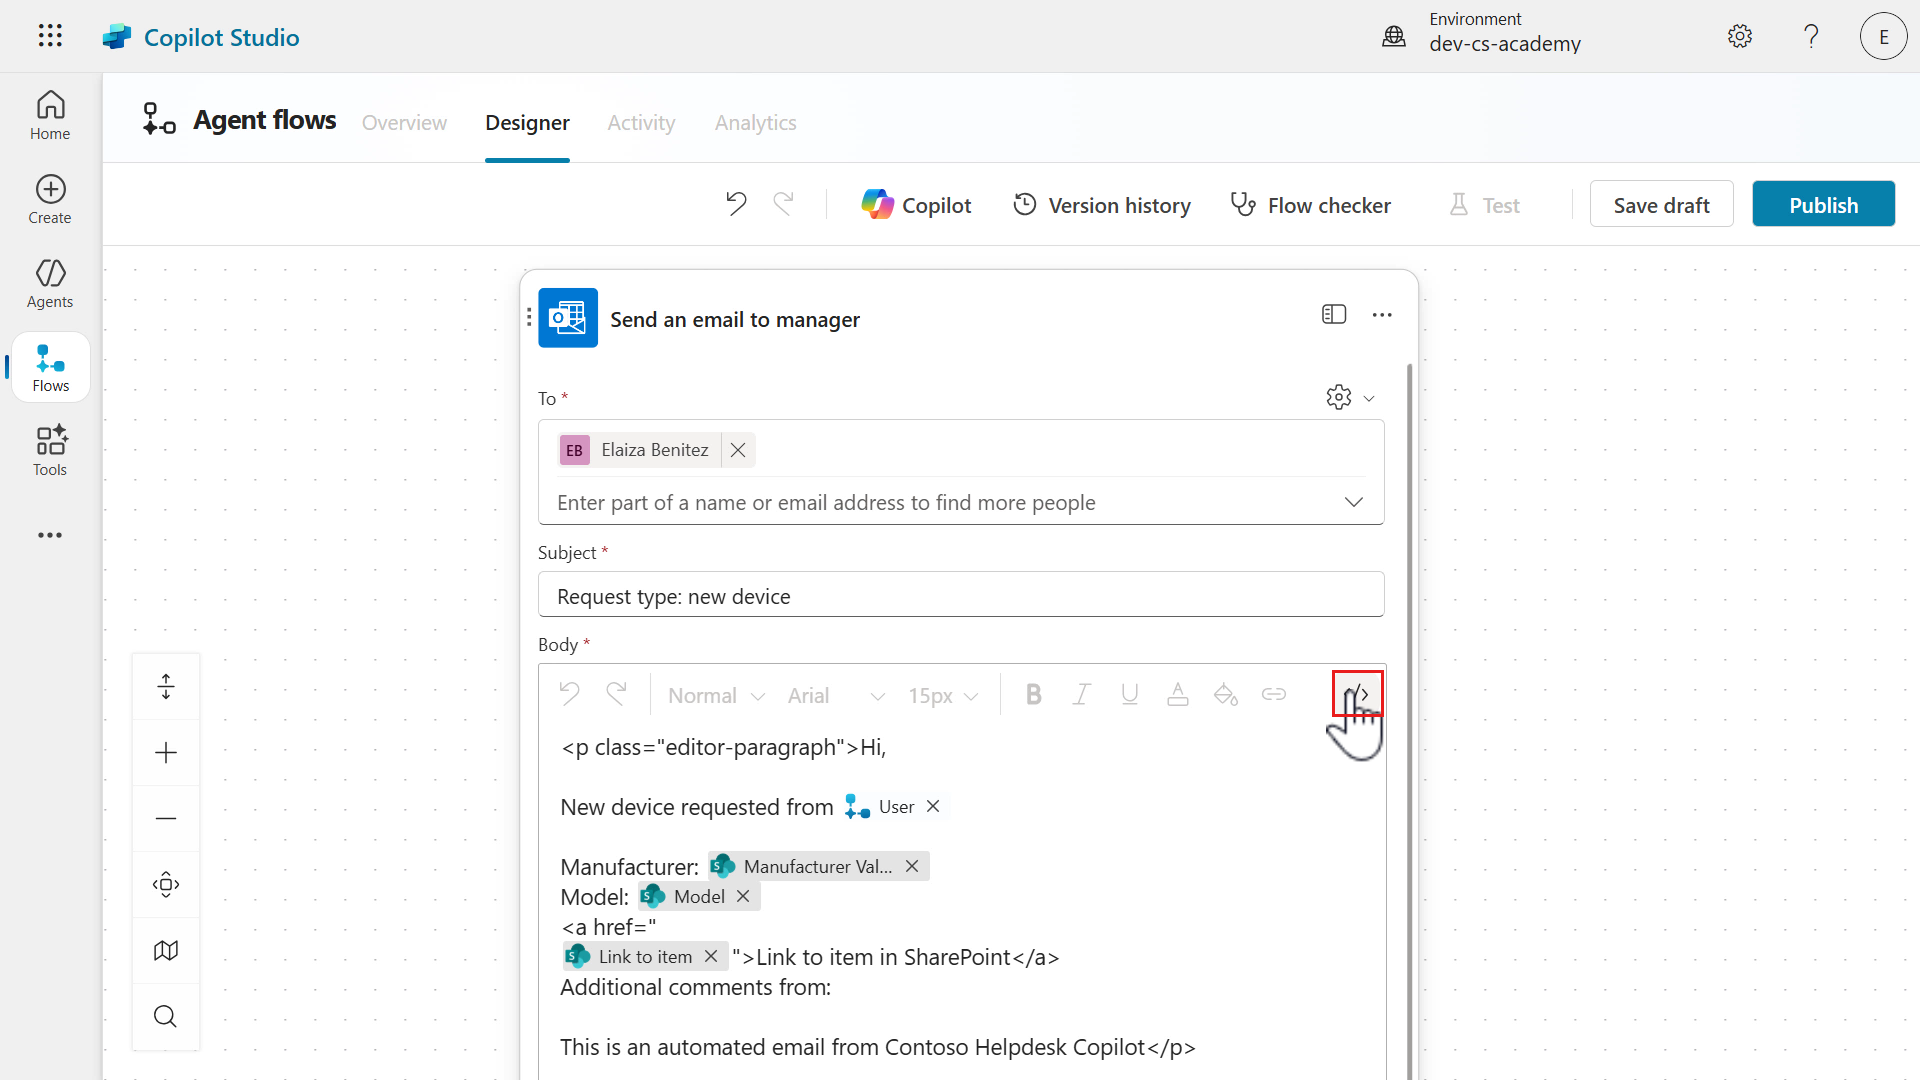 Copilot Studio
Environment
dev-cs-academy
?
E
Home
Create
Agents
Flows
Tools
Agent flows
Overview
Designer
Activity
Analytics
Copilot
Version history
Flow checker
Test
Save draft
Publish
Send an email to manager
To *
EB Elaiza Benitez
Enter part of a name or email address to find more people
Subject *
Request type: new device
Body *
Normal
Arial
15px
B I U A </>
<p class="editor-paragraph">Hi,
New device requested from User
Manufacturer: Manufacturer Val...
Model: Model
<a href="
Link to item ">Link to item in SharePoint</a>
Additional comments from:
This is an automated email from Contoso Helpdesk Copilot</p>